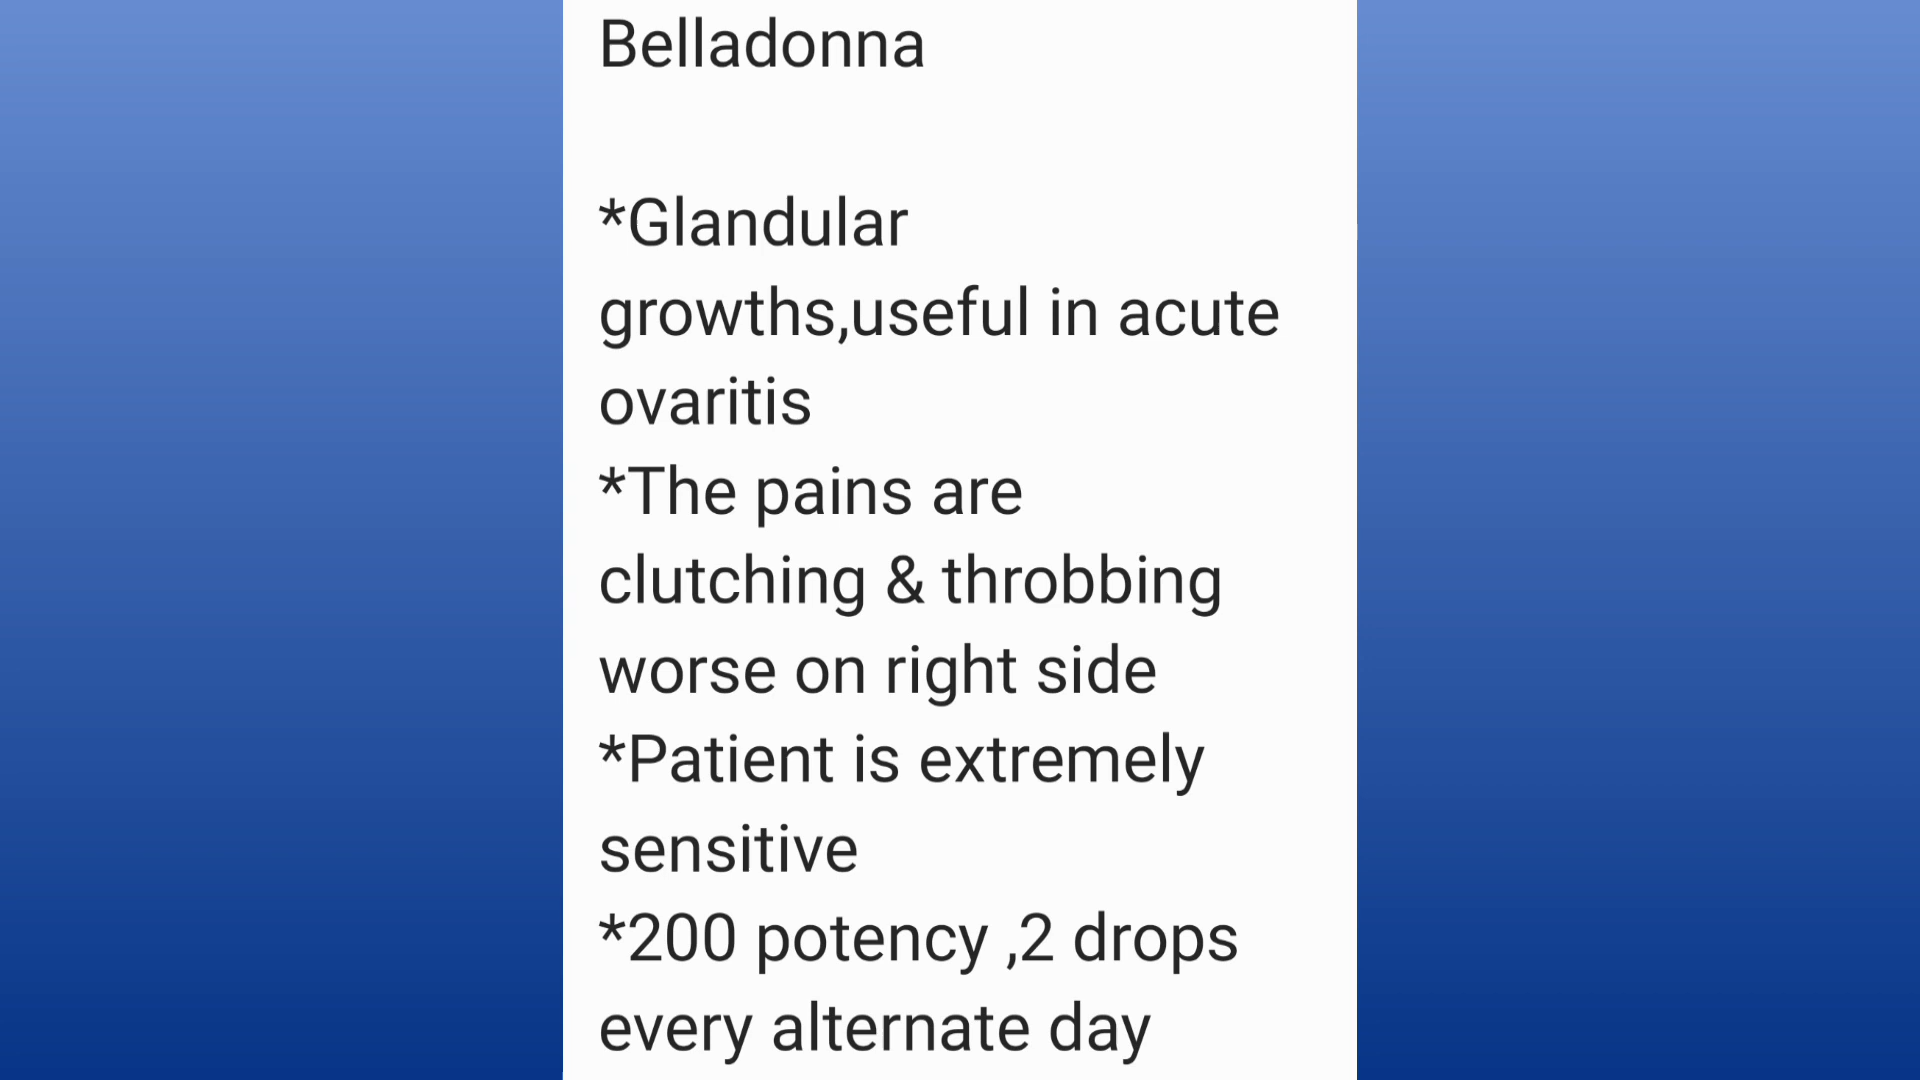 Belladonna
*Glandular
growths,useful in acute
ovaritis
*The pains are
clutching & throbbing
worse on right side
*Patient is extremely
sensitive
*200 potency ,2 drops
every alternate day